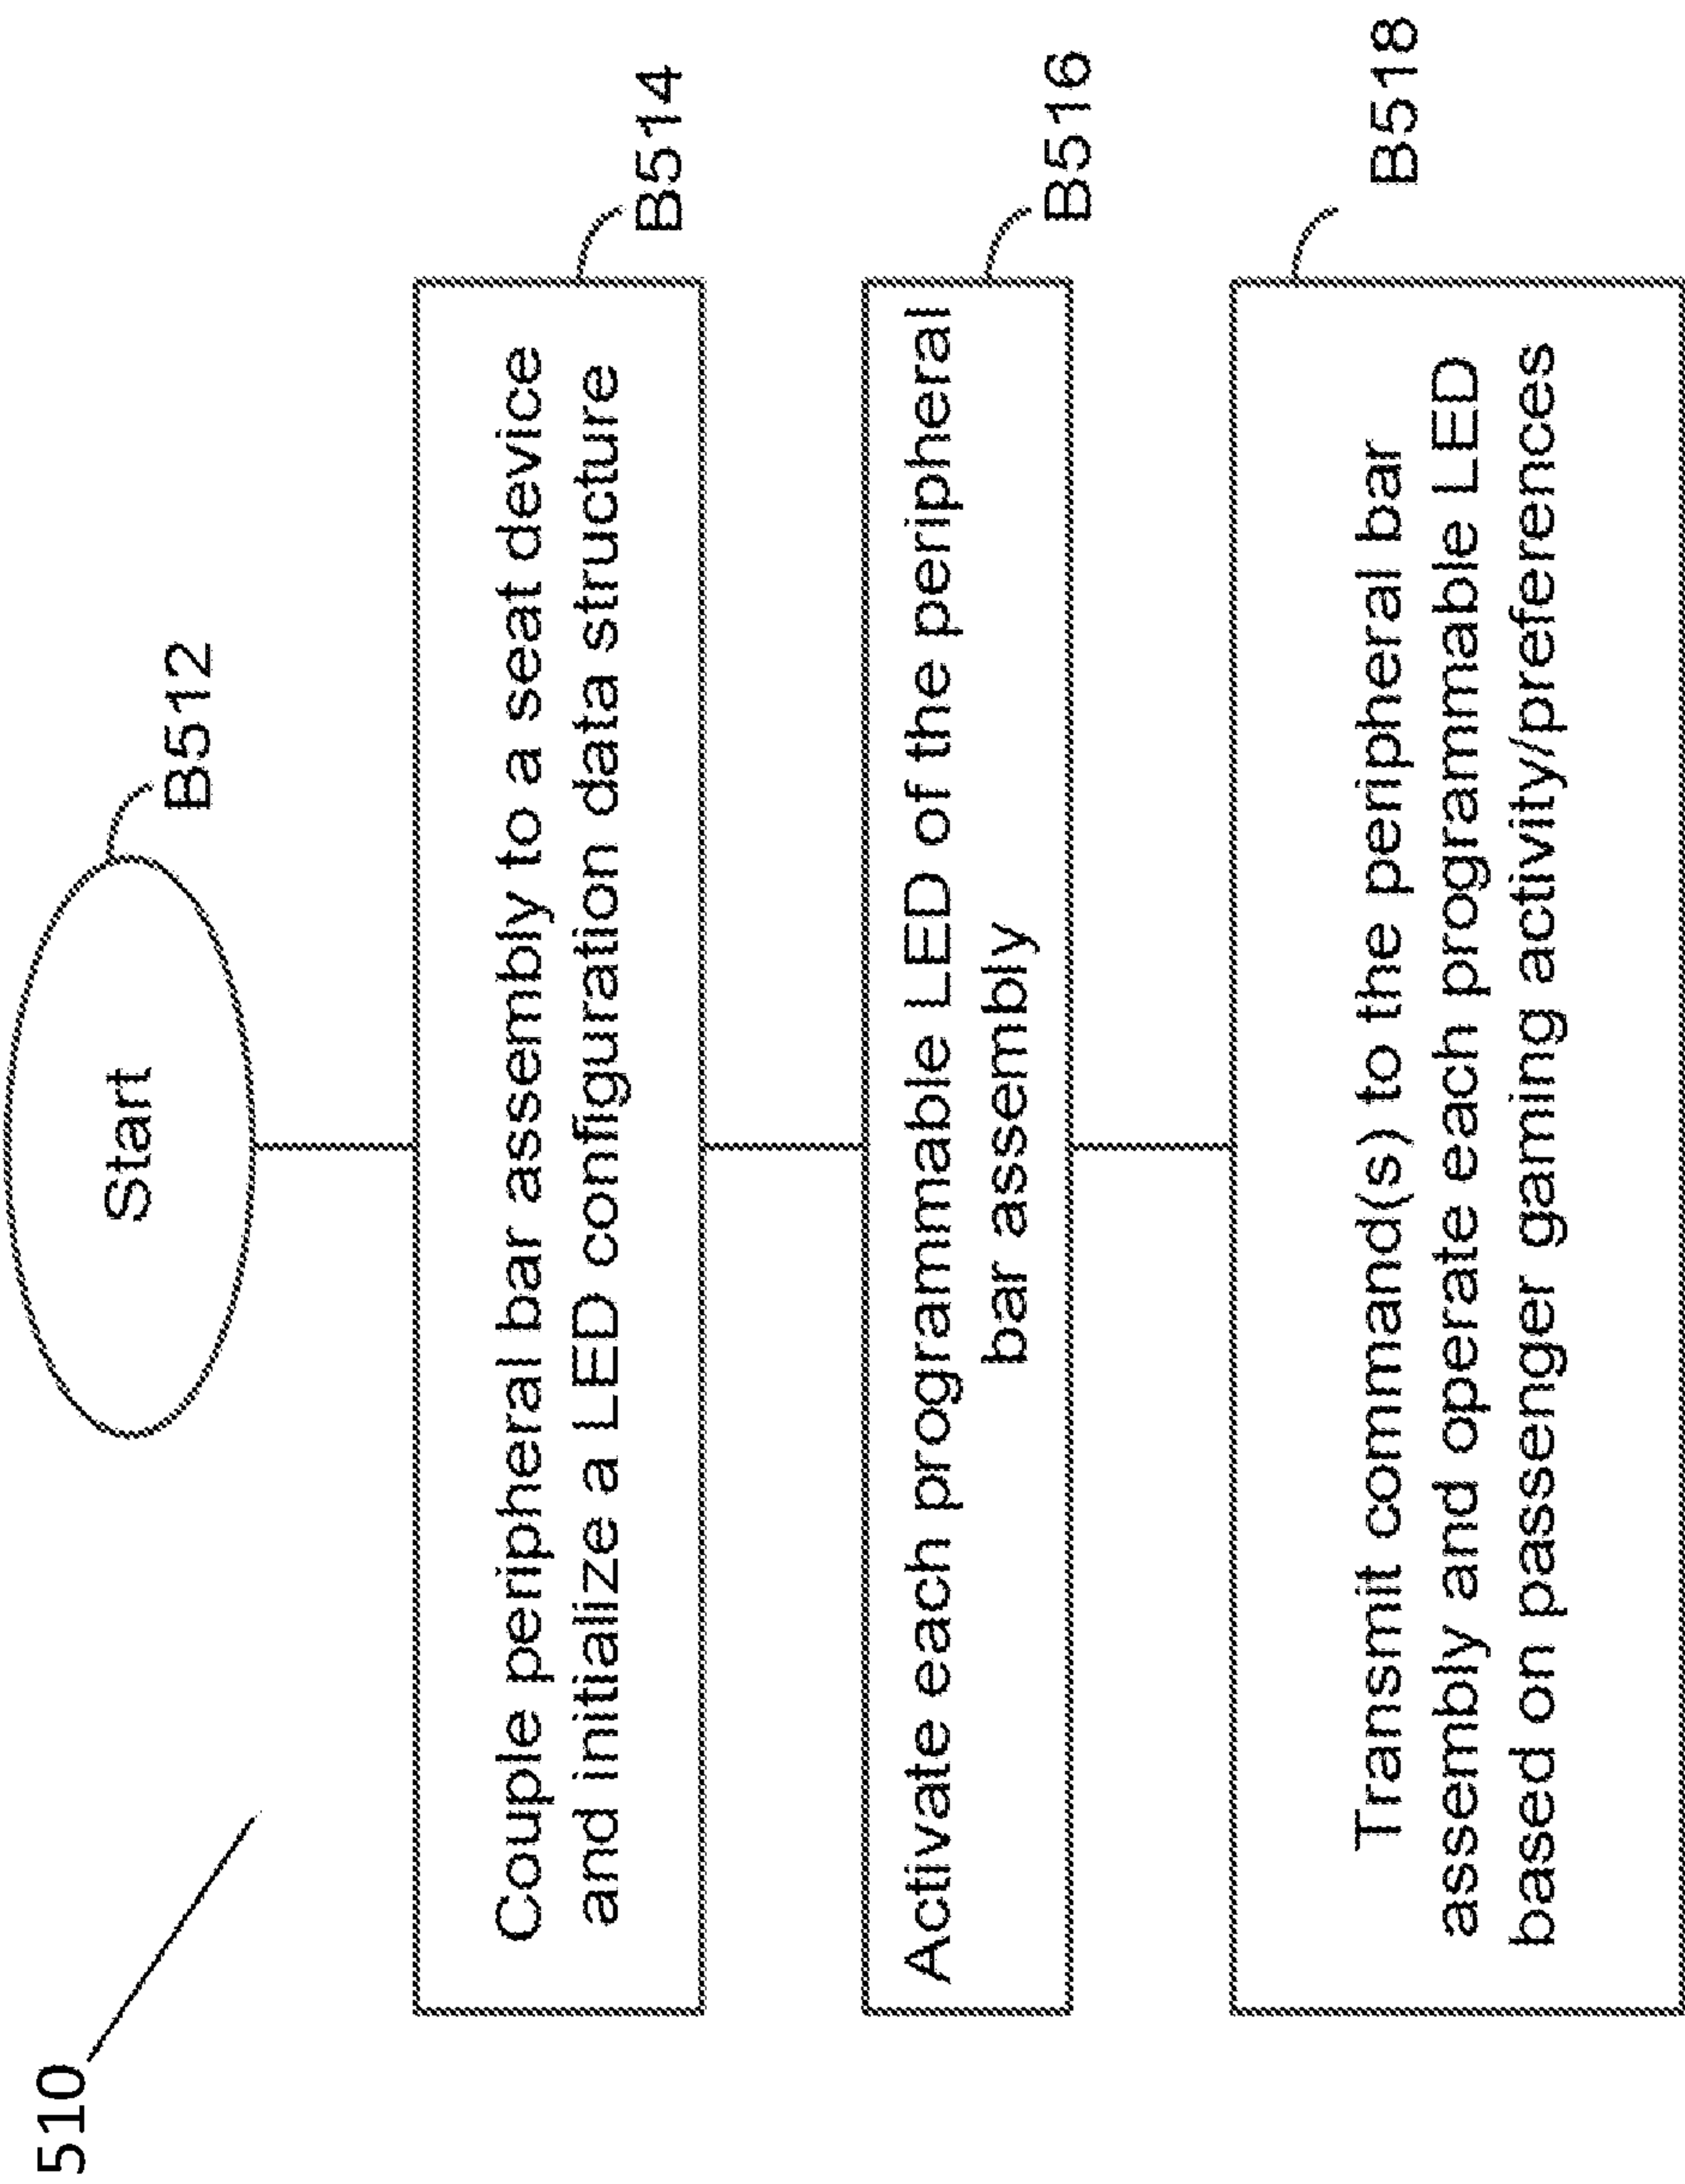 510
Start
B512
Couple peripheral bar assembly to a seat device
and initialize a LED configuration data structure
B514
Activate each programmable LED of the peripheral
bar assembly
B516
Transmit command(s) to the peripheral bar
assembly and operate each programmable LED
based on passenger gaming activity/preferences
B518